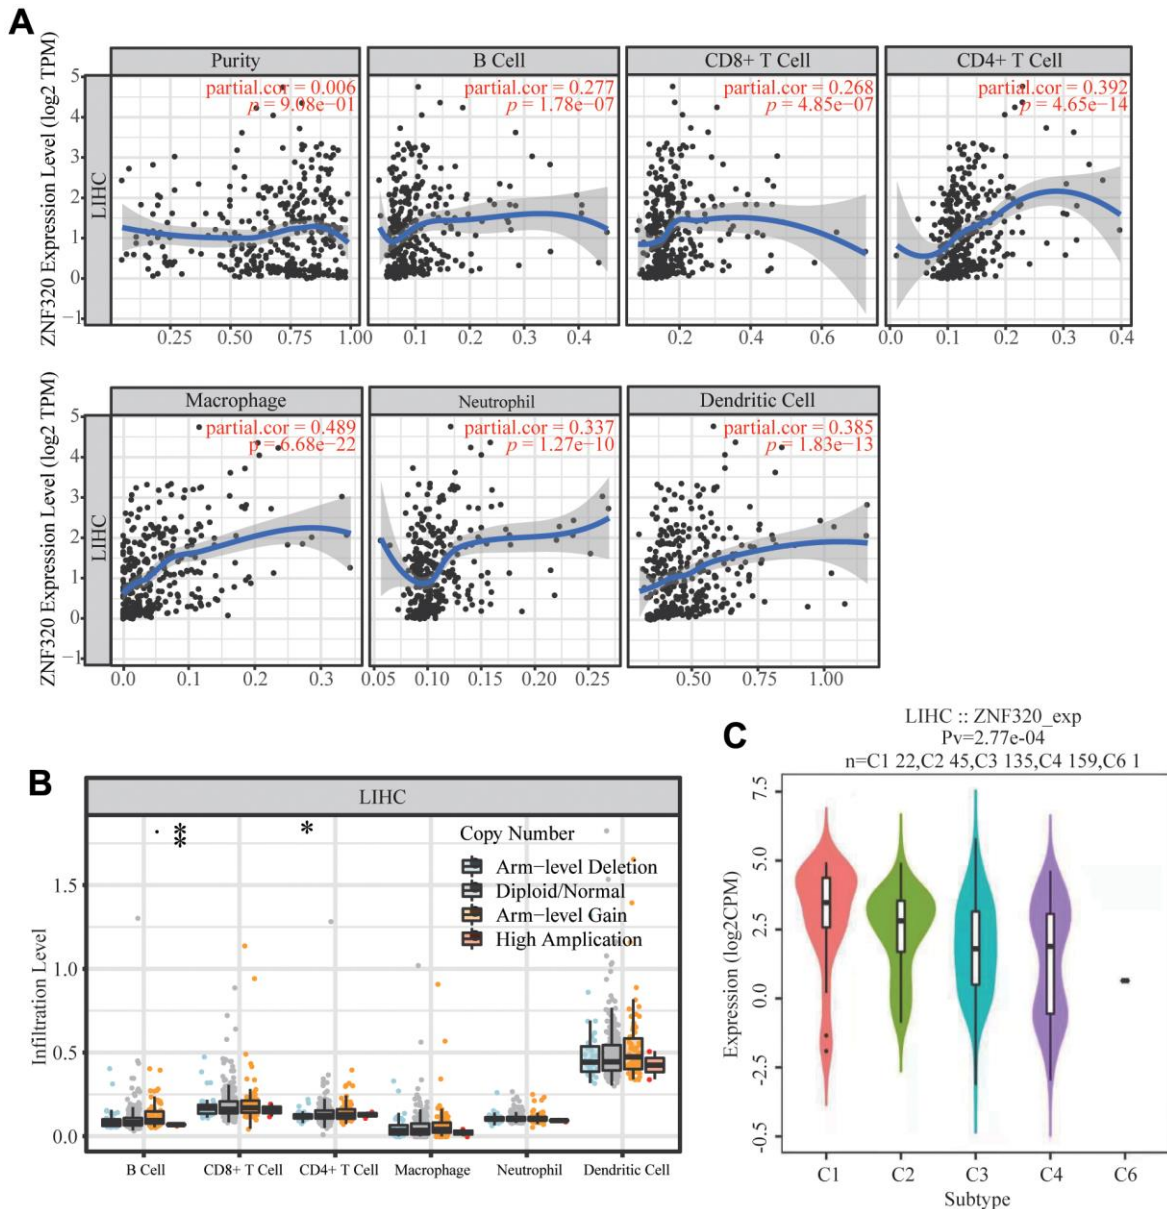 A
ZNF320 Expression Level (log2 TPM)
LIHC
Purity
B Cell
CD8+ T Cell
CD4+ T Cell
partial.cor = 0.006
p = 9.08e−01
partial.cor = 0.277
p = 1.78e−07
partial.cor = 0.268
p = 4.85e−07
partial.cor = 0.392
p = 4.65e−14
5
4
3
2
1
0
−1
0.25 0.50 0.75 1.00
0.1 0.2 0.3 0.4
0.2 0.4 0.6
0.0 0.1 0.2 0.3 0.4
ZNF320 Expression Level (log2 TPM)
LIHC
Macrophage
Neutrophil
Dendritic Cell
partial.cor = 0.489
p = 6.68e−22
partial.cor = 0.337
p = 1.27e−10
partial.cor = 0.385
p = 1.83e−13
5
4
3
2
1
0
−1
0.0 0.1 0.2 0.3
0.05 0.10 0.15 0.20 0.25
0.50 0.75 1.00
B
LIHC
. **
*
Copy Number
Arm−level Deletion
Diploid/Normal
Arm−level Gain
High Amplication
Infiltration Level
1.5
1.0
0.5
0.0
B Cell CD8+ T Cell CD4+ T Cell Macrophage Neutrophil Dendritic Cell
C
LIHC :: ZNF320_exp
Pv=2.77e−04
n=C1 22,C2 45,C3 135,C4 159,C6 1
Expression (log2CPM)
7.5
5.0
2.5
0.0
-2.5
-0.5
C1 C2 C3 C4 C6
Subtype